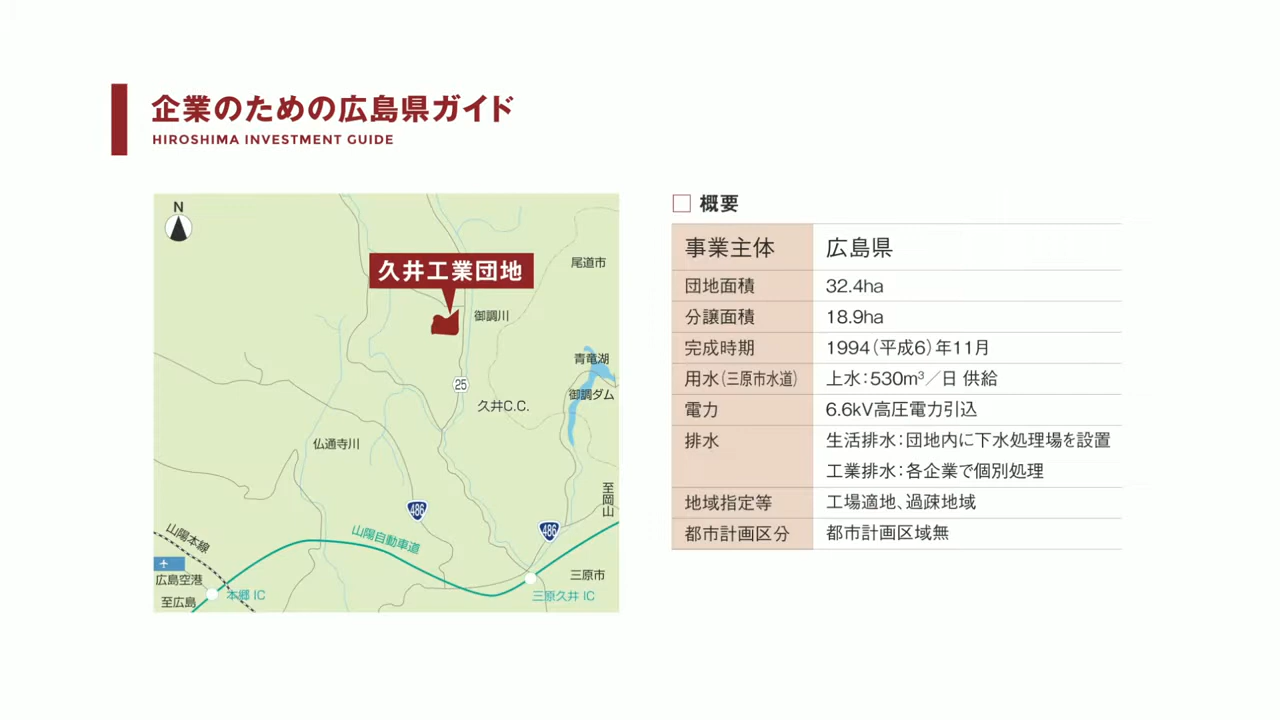 企業のための広島県ガイド
HIROSHIMA INVESTMENT GUIDE
N
久井工業団地
尾道市
御調川
青竜湖
25
御調ダム
久井C.C.
仏通寺川
至岡山
486
486
山陽本線
山陽自動車道
広島空港
三原市
本郷 IC
三原久井 IC
至広島
概要
事業主体 広島県
団地面積 32.4ha
分譲面積 18.9ha
完成時期 1994(平成6)年11月
用水(三原市水道) 上水:530m³/日 供給
電力 6.6kV高圧電力引込
排水 生活排水:団地内に下水処理場を設置
工業排水:各企業で個別処理
地域指定等 工場適地、過疎地域
都市計画区分 都市計画区域無